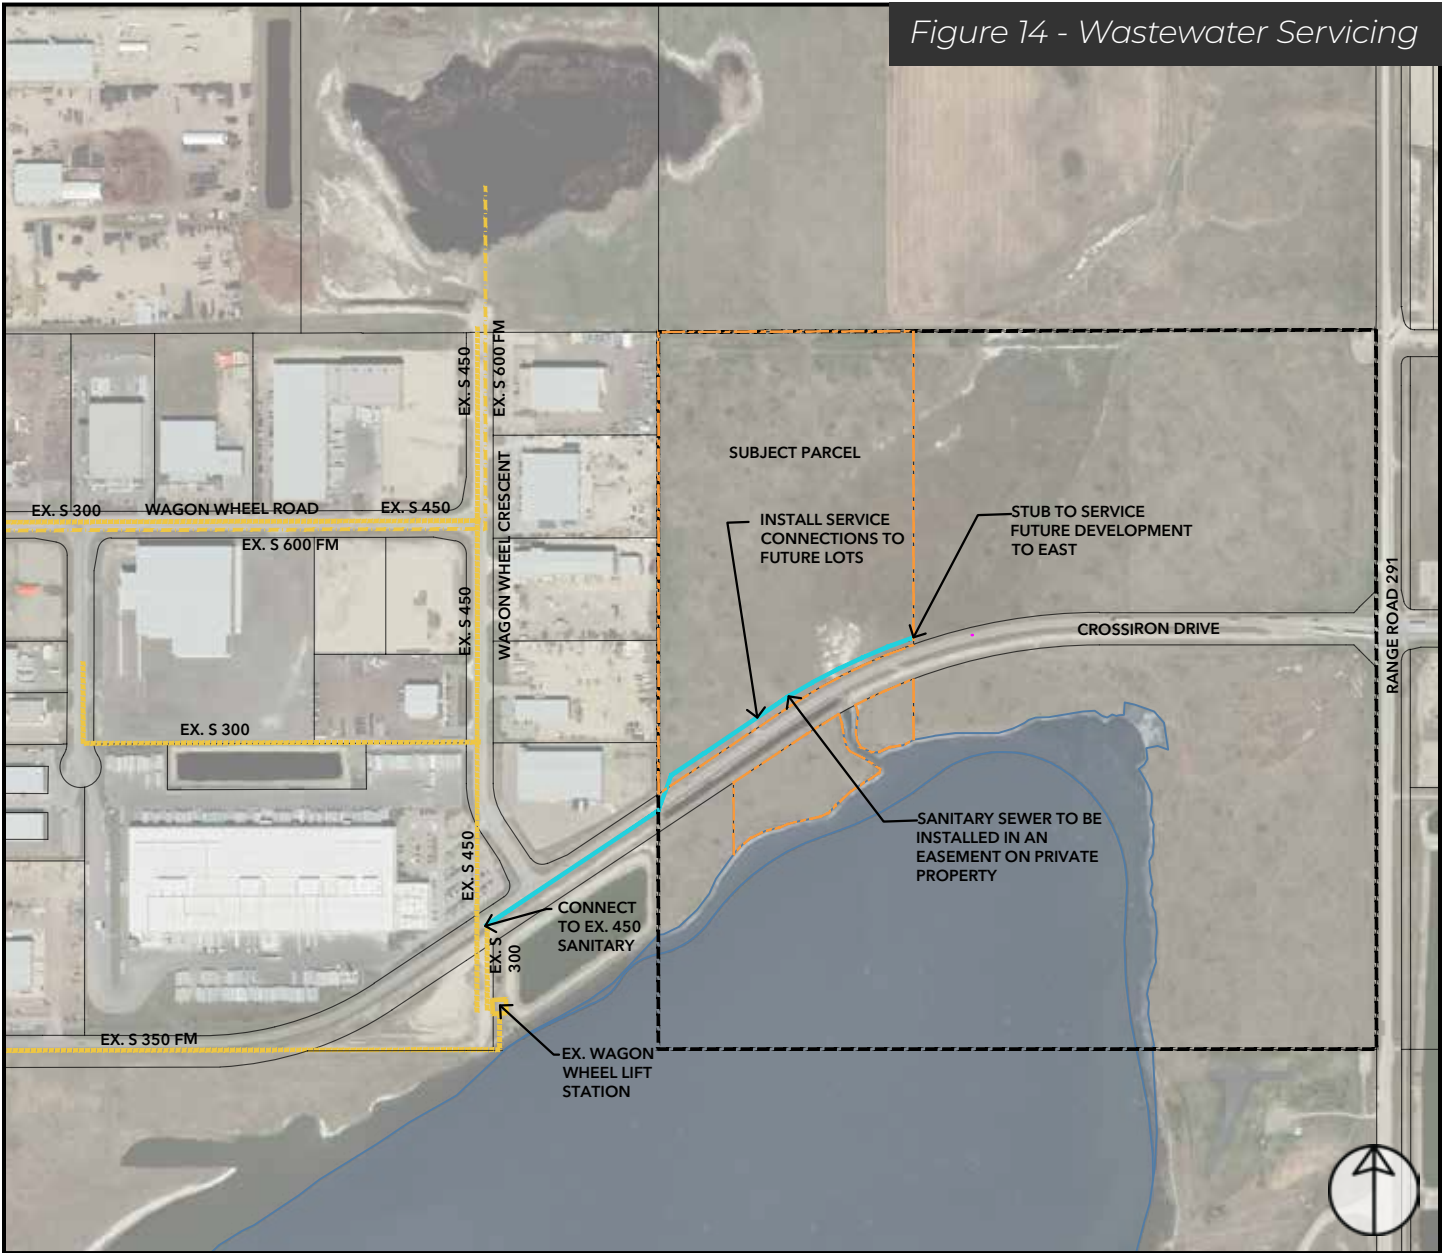 Figure 14 - Wastewater Servicing
EX. S 450
EX. S 600 FM
SUBJECT PARCEL
EX. S 300
WAGON WHEEL ROAD
EX. S 450
EX. S 600 FM
WAGON WHEEL CRESCENT
INSTALL SERVICE
CONNECTIONS TO
FUTURE LOTS
STUB TO SERVICE
FUTURE DEVELOPMENT
TO EAST
EX. S 450
CROSSIRON DRIVE
RANGE ROAD 291
EX. S 300
SANITARY SEWER TO BE
INSTALLED IN AN
EASEMENT ON PRIVATE
PROPERTY
EX. S 450
CONNECT
TO EX. 450
SANITARY
EX. S
300
EX. S 350 FM
EX. WAGON
WHEEL LIFT
STATION